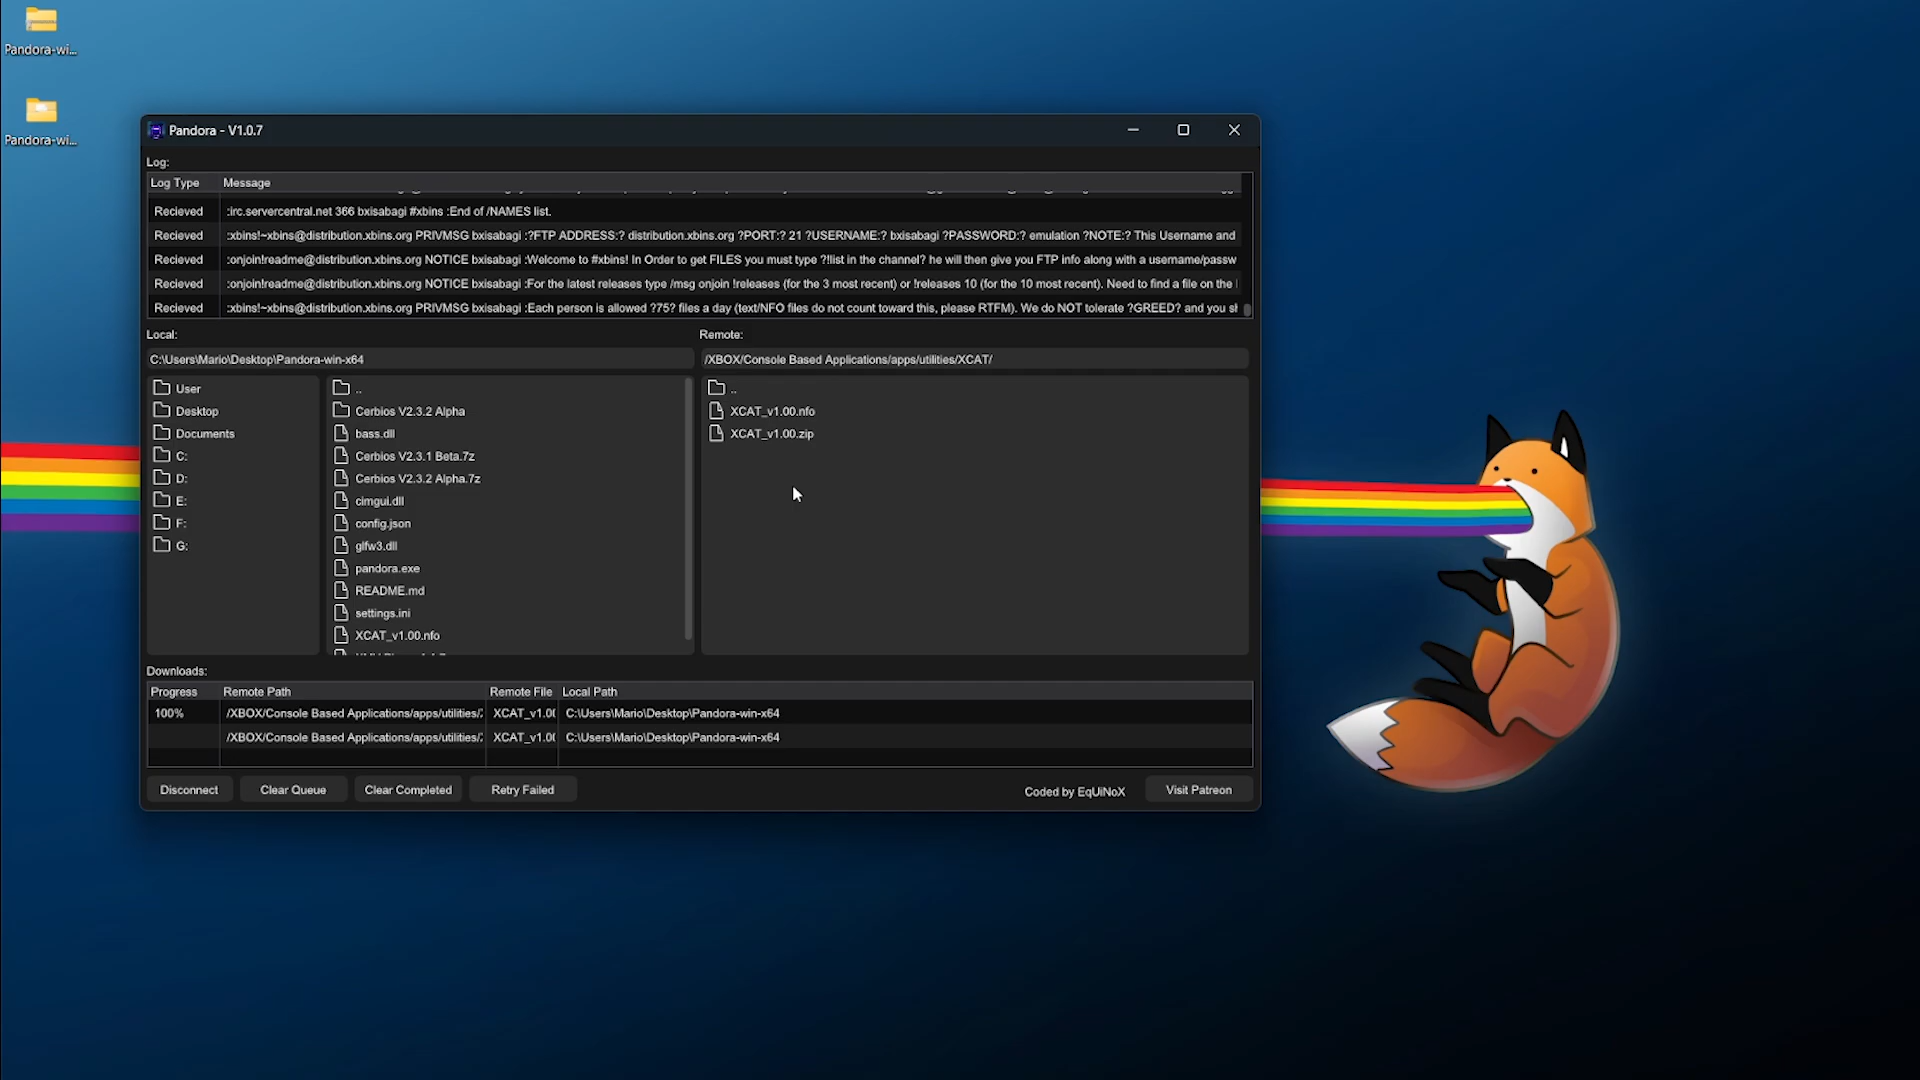 Pandora-wi...
Pandora-wi...
Pandora - V1.0.7
Log:
Log Type Message
Recieved :irc.servercentral.net 366 bxisabagi #xbins :End of /NAMES list.
Recieved :xbins!~xbins@distribution.xbins.org PRIVMSG bxisabagi :?FTP ADDRESS:? distribution.xbins.org ?PORT:? 21 ?USERNAME:? bxisabagi ?PASSWORD:? emulation ?NOTE:? This Username and
Recieved :onjoin!readme@distribution.xbins.org NOTICE bxisabagi :Welcome to #xbins! In Order to get FILES you must type ?!list in the channel? he will then give you FTP info along with a username/passw
Recieved :onjoin!readme@distribution.xbins.org NOTICE bxisabagi :For the latest releases type /msg onjoin !releases (for the 3 most recent) or !releases 10 (for the 10 most recent). Need to find a file on the
Recieved :xbins!~xbins@distribution.xbins.org PRIVMSG bxisabagi :Each person is allowed ?75? files a day (text/NFO files do not count toward this, please RTFM). We do NOT tolerate ?GREED? and you sh
Local:
C:\Users\Mario\Desktop\Pandora-win-x64
User
Desktop
Documents
C:
D:
E:
F:
G:
..
Cerbios V2.3.2 Alpha
bass.dll
Cerbios V2.3.1 Beta.7z
Cerbios V2.3.2 Alpha.7z
cimgui.dll
config.json
glfw3.dll
pandora.exe
README.md
settings.ini
XCAT_v1.00.nfo
Remote:
/XBOX/Console Based Applications/apps/utilities/XCAT/
..
XCAT_v1.00.nfo
XCAT_v1.00.zip
Downloads:
Progress Remote Path Remote File Local Path
100% /XBOX/Console Based Applications/apps/utilities/ XCAT_v1.00 C:\Users\Mario\Desktop\Pandora-win-x64
/XBOX/Console Based Applications/apps/utilities/ XCAT_v1.00 C:\Users\Mario\Desktop\Pandora-win-x64
Disconnect Clear Queue Clear Completed Retry Failed Coded by EqUiNoX Visit Patreon